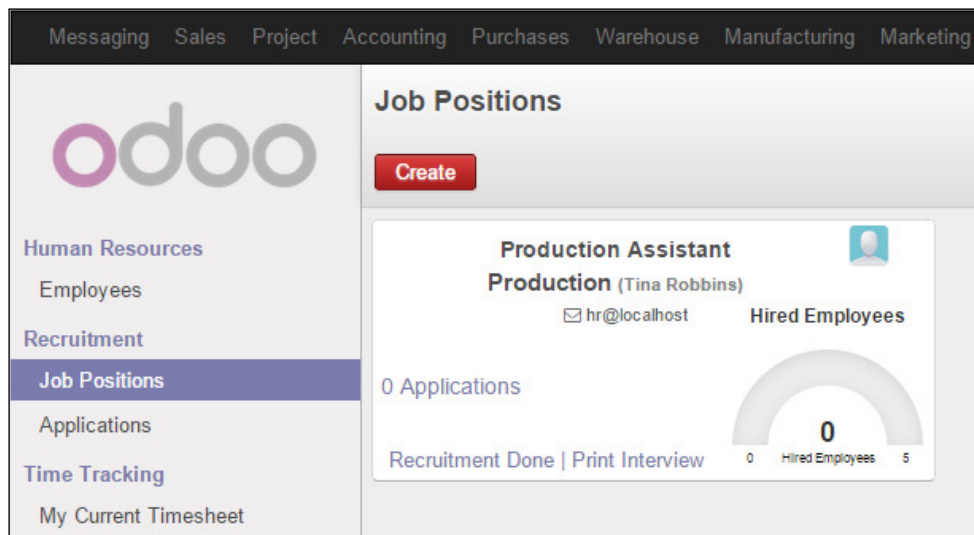 Messaging Sales Project Accounting Purchases Warehouse Manufacturing Marketing
odoo
Human Resources
Employees
Recruitment
Job Positions
Applications
Time Tracking
My Current Timesheet
Job Positions
Create
Production Assistant
Production (Tina Robbins)
hr@localhost
Hired Employees
0 Applications
0
0 Hired Employees 5
Recruitment Done | Print Interview